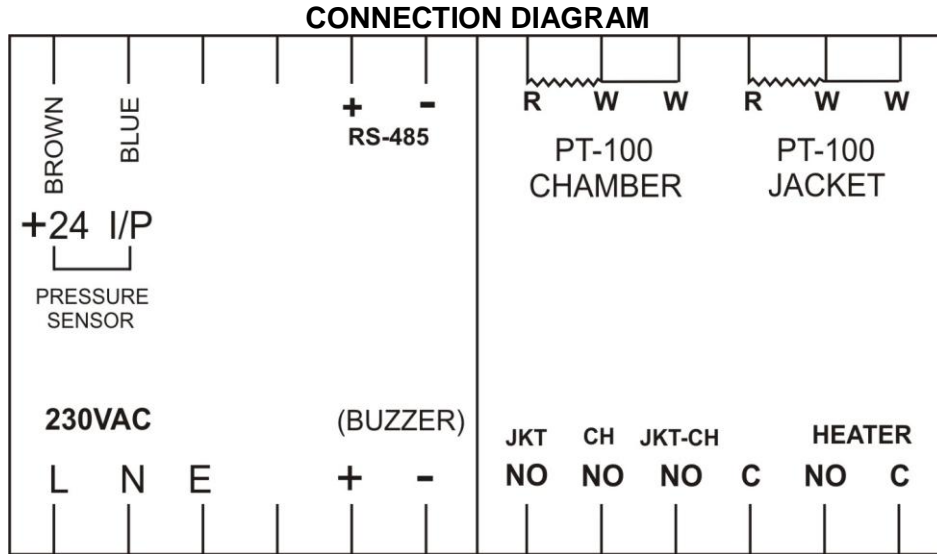 CONNECTION DIAGRAM
BROWN BLUE + - R W W R W W
RS-485
PT-100 PT-100
CHAMBER JACKET
+24 I/P
PRESSURE
SENSOR
230VAC (BUZZER) JKT CH JKT-CH HEATER
L N E + - NO NO NO C NO C